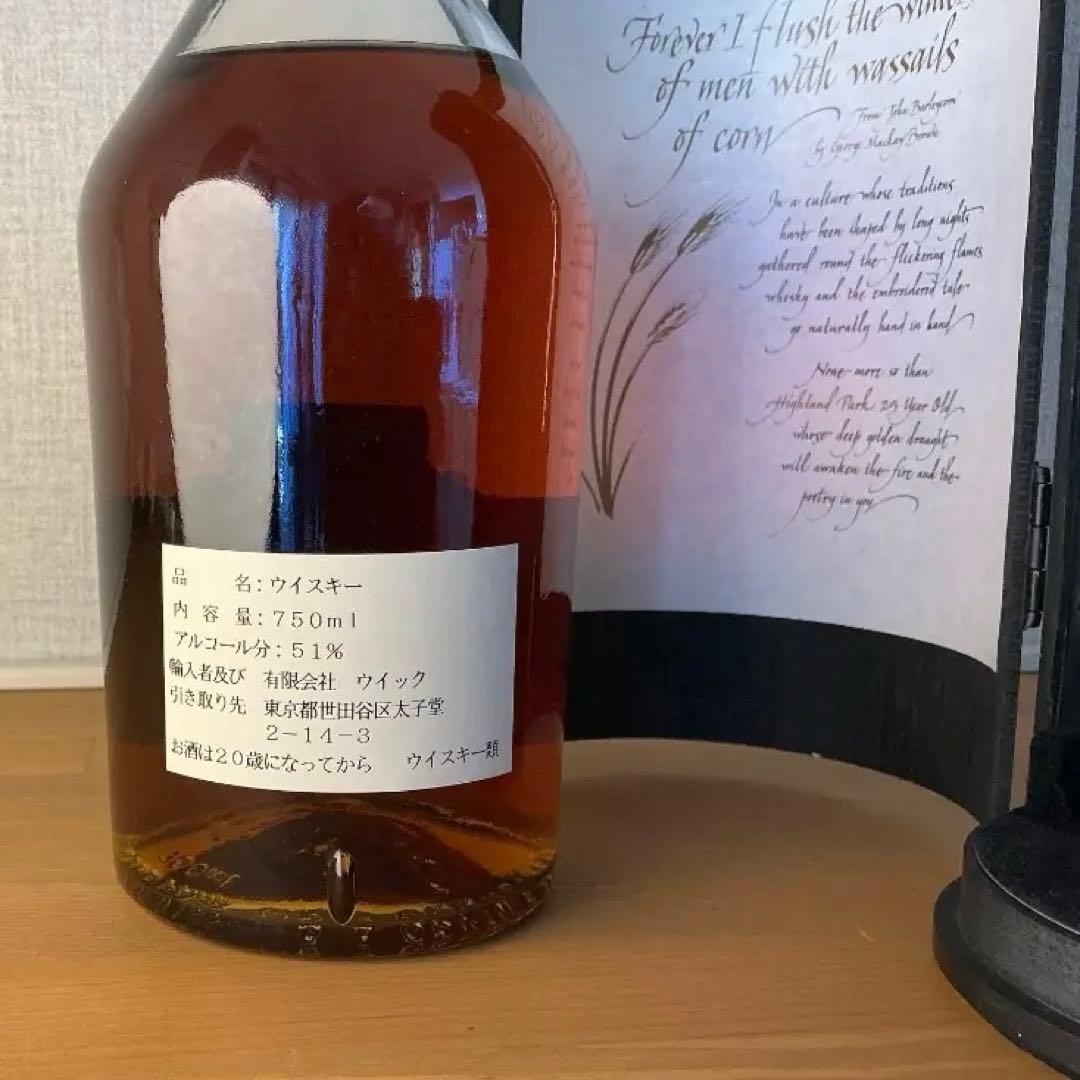 Forever I flush the winter
of men with wassails
of corn
From 'John Barleycorn'
by George Mackay Brown
In a culture whose traditions
have been shaped by long nights
gathered round the flickering flames
whisky and the embroidered tale
go naturally hand in hand
None more so than
Highland Park 25 Year Old,
whose deep golden draught
will awaken the fire and the
poetry in you
品　名：ウイスキー
内容量：７５０ｍｌ
アルコール分：５１％
輸入者及び　有限会社　ウイック
引き取り先　東京都世田谷区太子堂
２－１４－３
お酒は２０歳になってから　ウイスキー類